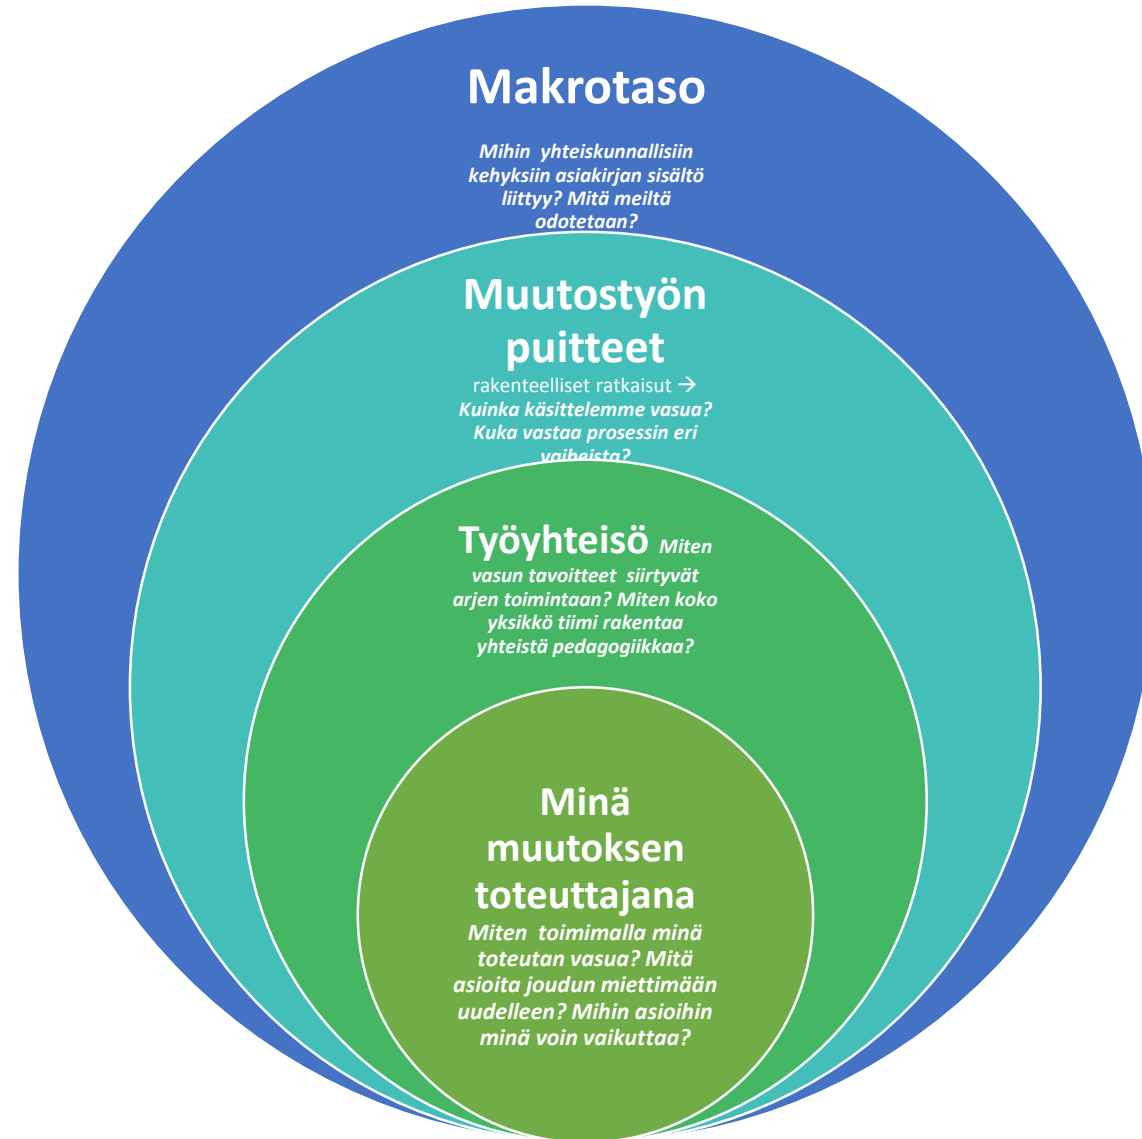 Makrotaso
Mihin yhteiskunnallisiin
kehyksiin asiakirjan sisältö
liittyy? Mitä meiltä
odotetaan?
Muutostyön
puitteet
rakenteelliset ratkaisut →
Kuinka käsittelemme vasua?
Kuka vastaa prosessin eri
vaiheista?
Työyhteisö Miten
vasun tavoitteet siirtyvät
arjen toimintaan? Miten koko
yksikkö tiimi rakentaa
yhteistä pedagogiikkaa?
Minä
muutoksen
toteuttajana
Miten toimimalla minä
toteutan vasua? Mitä
asioita joudun miettimään
uudelleen? Mihin asioihin
minä voin vaikuttaa?